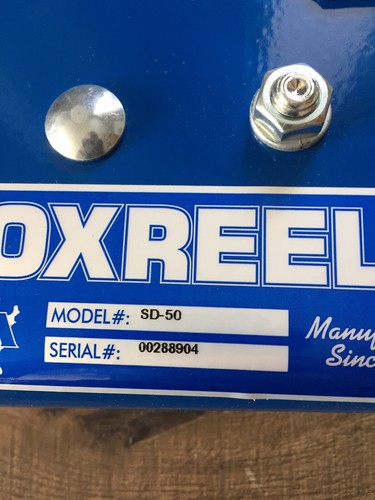 OXREEL
MODEL#: SD-50
SERIAL#: 00288904
Manuf
Sinc